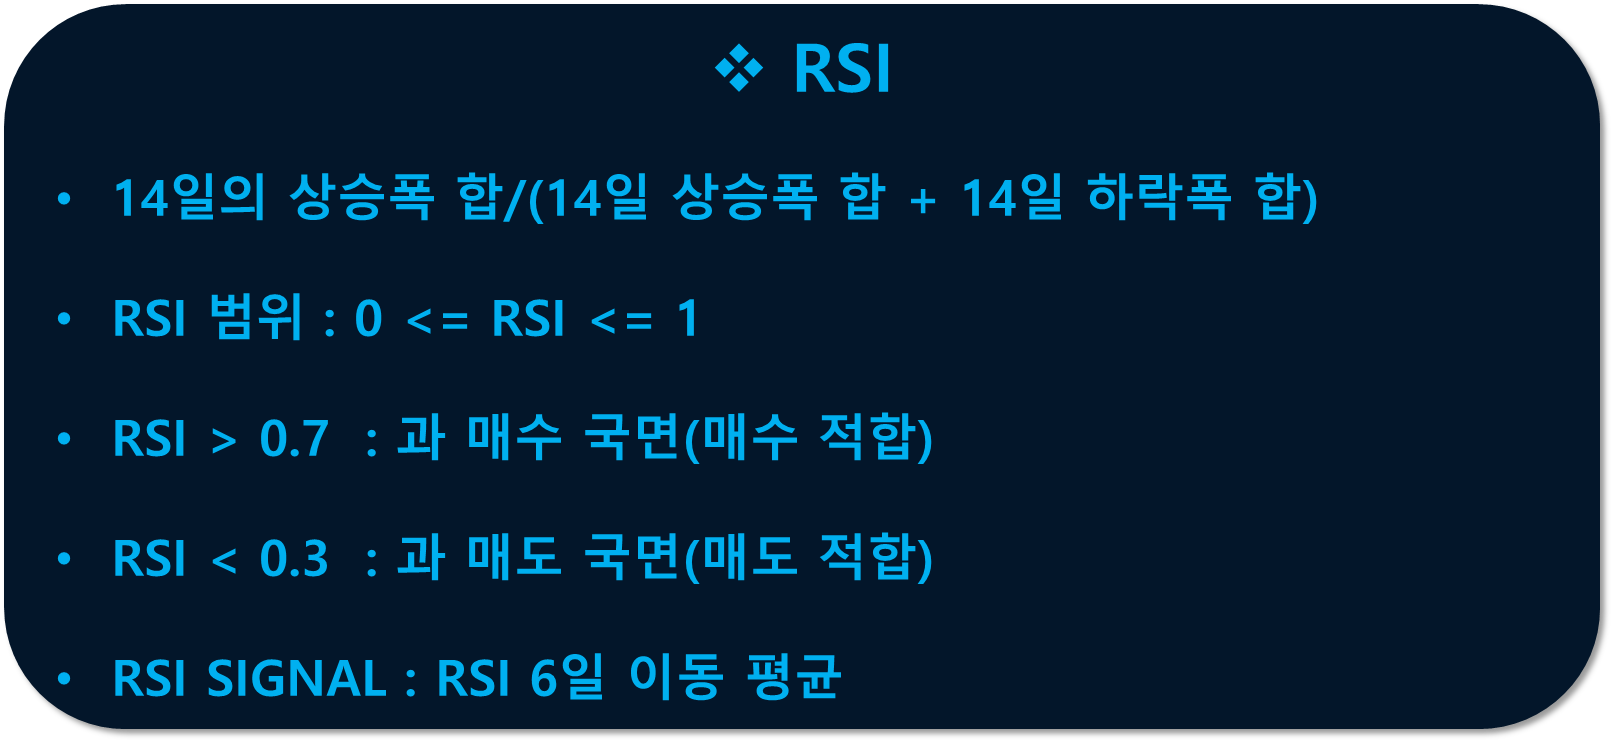 ❖ RSI
• 14일의 상승폭 합/(14일 상승폭 합 + 14일 하락폭 합)
• RSI 범위 : 0 <= RSI <= 1
• RSI > 0.7 : 과 매수 국면(매수 적합)
• RSI < 0.3 : 과 매도 국면(매도 적합)
• RSI SIGNAL : RSI 6일 이동 평균